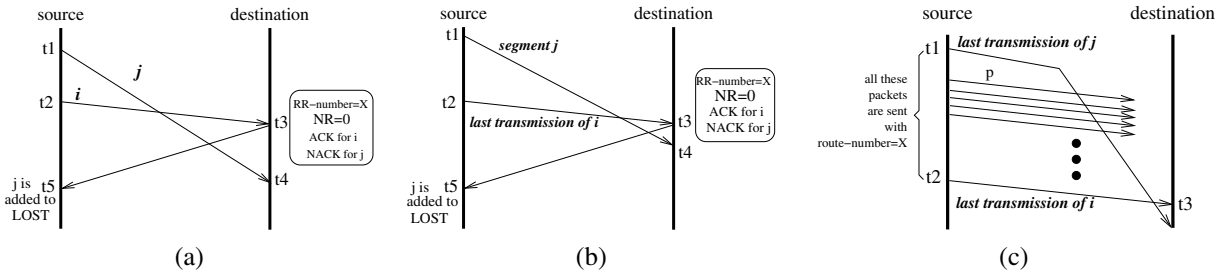 source
destination
t1
j
i
t2
RR−number=X
NR=0
ACK for i
NACK for j
t3
t4
t5
j is
added to
LOST
(a)
source
destination
t1
segment j
t2
last transmission of i
RR−number=X
NR=0
ACK for i
NACK for j
t3
t4
t5
j is
added to
LOST
(b)
source
destination
t1
last transmission of j
p
all these
packets
are sent
with
route−number=X
t2
last transmission of i
t3
(c)